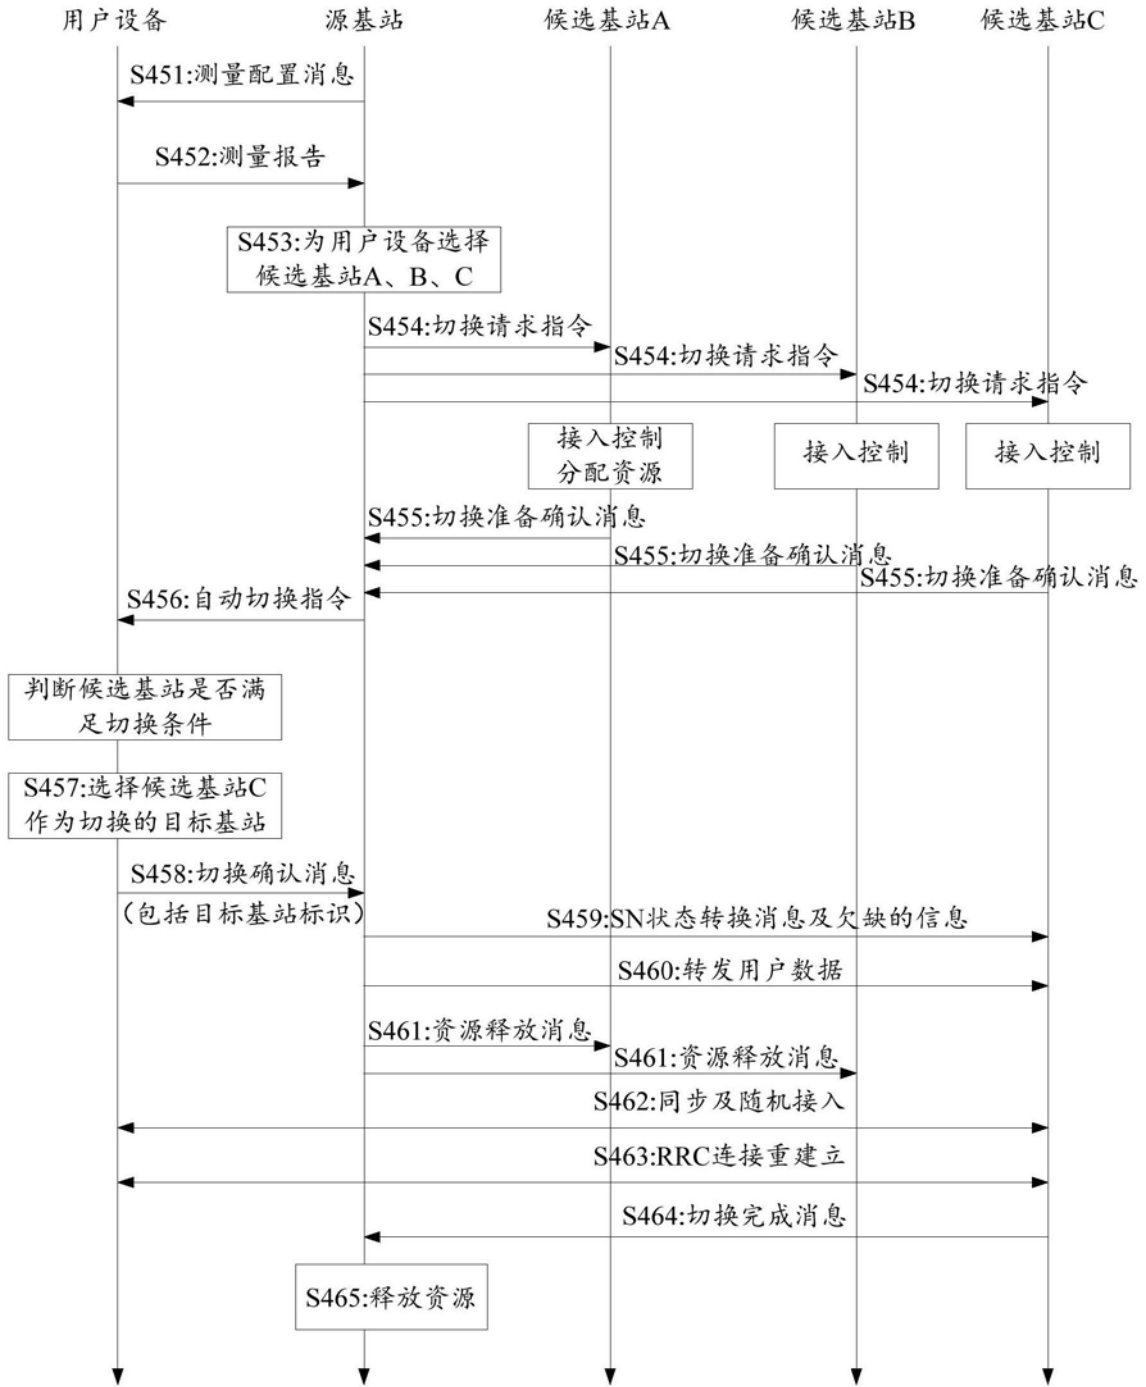 用户设备
源基站
候选基站A
候选基站B
候选基站C
S451:测量配置消息
S452:测量报告
S453:为用户设备选择
候选基站A、B、C
S454:切换请求指令
S454:切换请求指令
S454:切换请求指令
接入控制
分配资源
接入控制
接入控制
S455:切换准备确认消息
S455:切换准备确认消息
S455:切换准备确认消息
S456:自动切换指令
判断候选基站是否满
足切换条件
S457:选择候选基站C
作为切换的目标基站
S458:切换确认消息
（包括目标基站标识）
S459:SN状态转换消息及欠缺的信息
S460:转发用户数据
S461:资源释放消息
S461:资源释放消息
S462:同步及随机接入
S463:RRC连接重建立
S464:切换完成消息
S465:释放资源